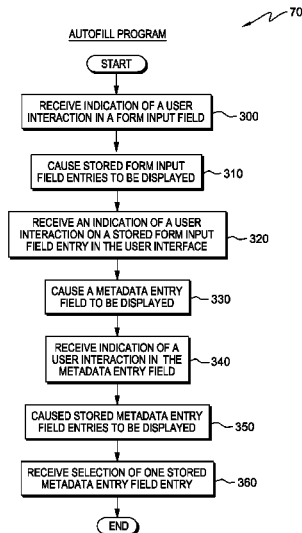 70
AUTOFILL PROGRAM
START
RECEIVE INDICATION OF A USER
INTERACTION IN A FORM INPUT FIELD
300
CAUSE STORED FORM INPUT
FIELD ENTRIES TO BE DISPLAYED
310
RECEIVE AN INDICATION OF A USER
INTERACTION ON A STORED FORM INPUT
FIELD ENTRY IN THE USER INTERFACE
320
CAUSE A METADATA ENTRY
FIELD TO BE DISPLAYED
330
RECEIVE INDICATION OF A
USER INTERACTION IN THE
METADATA ENTRY FIELD
340
CAUSED STORED METADATA ENTRY
FIELD ENTRIES TO BE DISPLAYED
350
RECEIVE SELECTION OF ONE STORED
METADATA ENTRY FIELD ENTRY
360
END